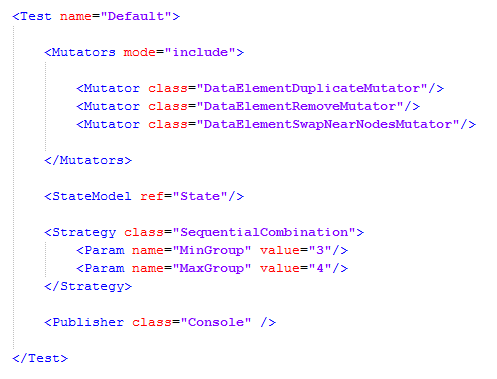 <Test name="Default">
<Mutators mode="include">
<Mutator class="DataElementDuplicateMutator"/>
<Mutator class="DataElementRemoveMutator"/>
<Mutator class="DataElementSwapNearNodesMutator"/>
</Mutators>
<StateModel ref="State"/>
<Strategy class="SequentialCombination">
<Param name="MinGroup" value="3"/>
<Param name="MaxGroup" value="4"/>
</Strategy>
<Publisher class="Console" />
</Test>